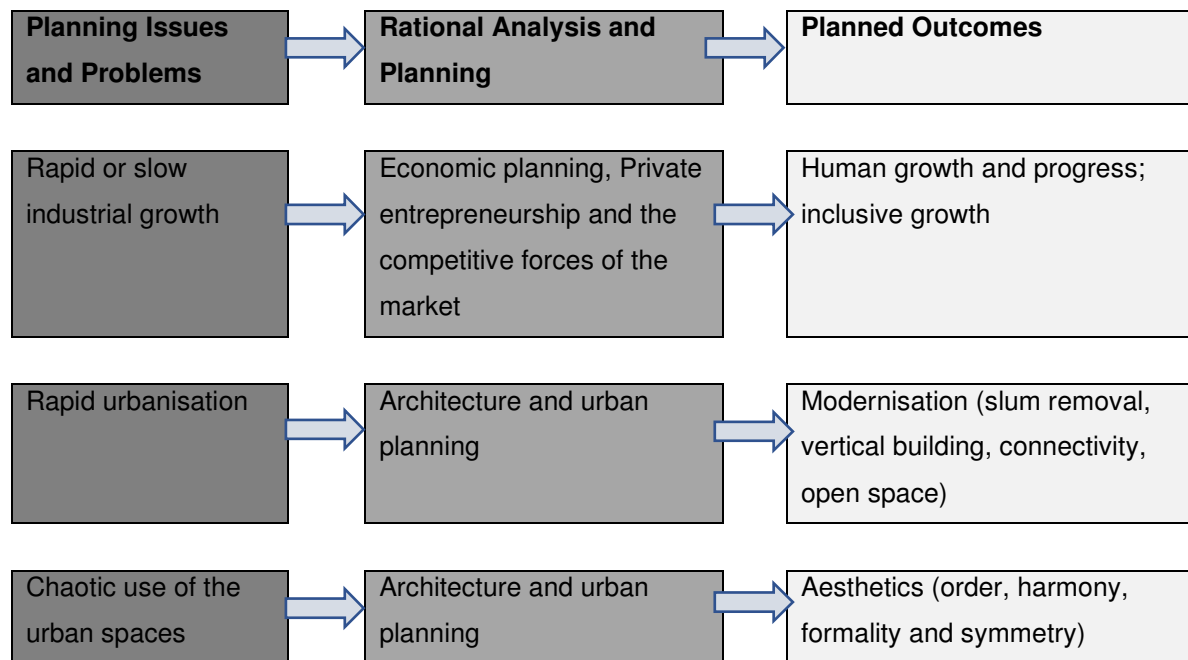 Planning Issues
and Problems
Rational Analysis and
Planning
Planned Outcomes
Rapid or slow
industrial growth
Economic planning, Private
entrepreneurship and the
competitive forces of the
market
Human growth and progress;
inclusive growth
Rapid urbanisation
Architecture and urban
planning
Modernisation (slum removal,
vertical building, connectivity,
open space)
Chaotic use of the
urban spaces
Architecture and urban
planning
Aesthetics (order, harmony,
formality and symmetry)